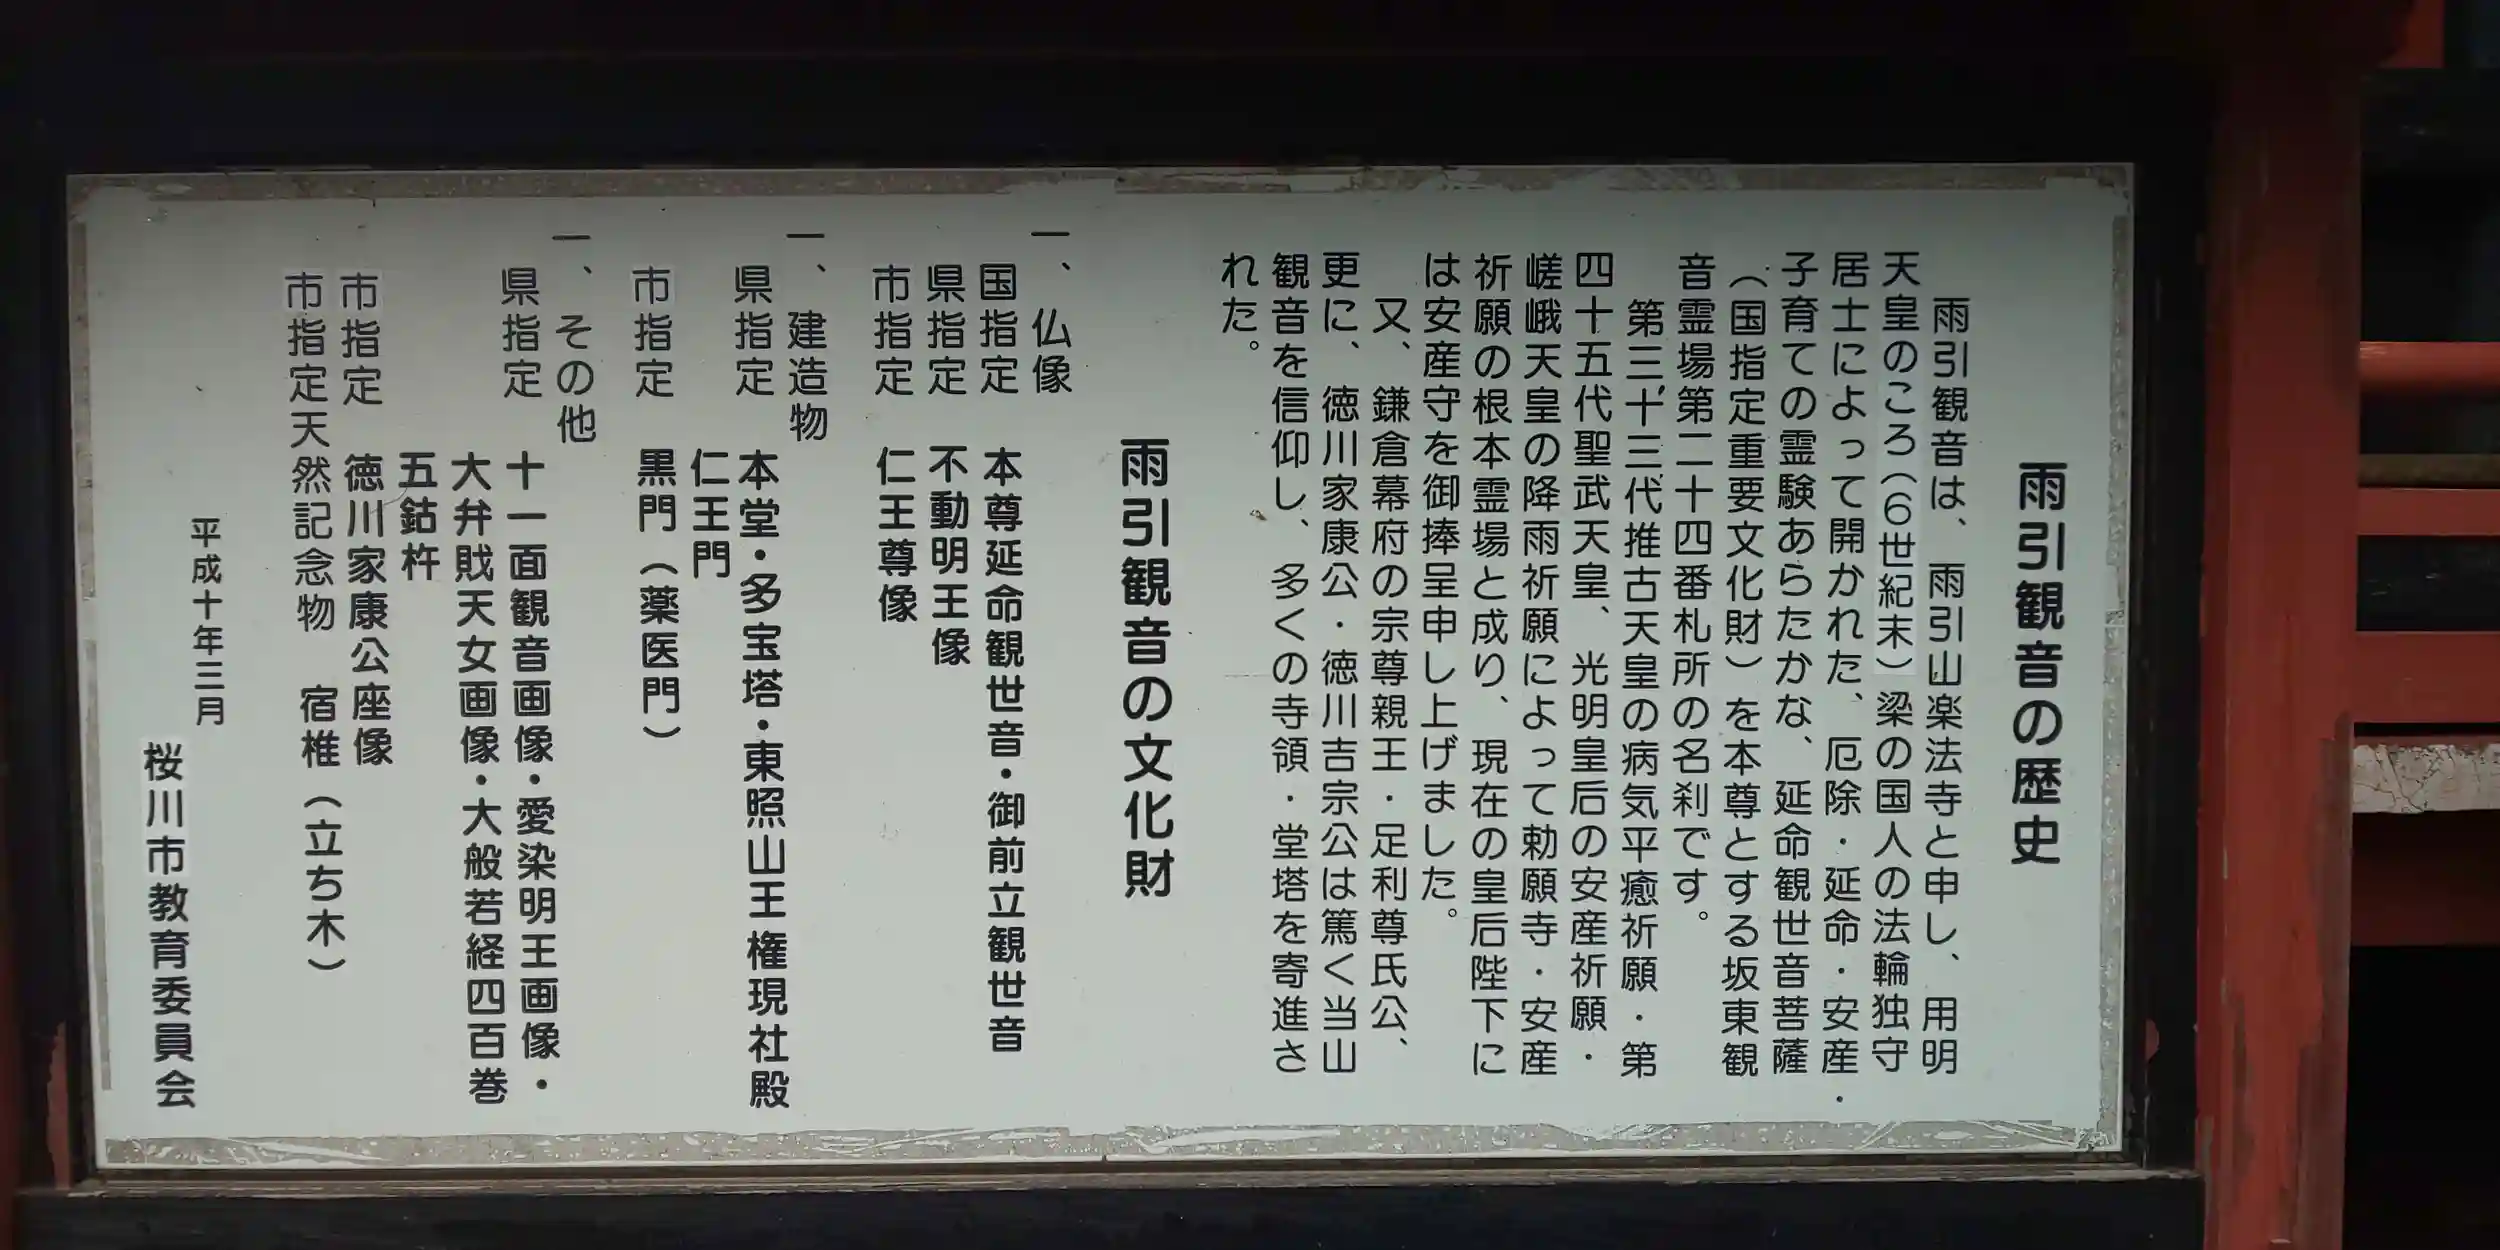 雨引観音の歴史
雨引観音は、雨引山楽法寺と申し、用明
天皇のころ（６世紀末）梁の国人の法輪独守
居士によって開かれた、厄除・延命・安産・
子育ての霊験あらたかな、延命観世音菩薩
（国指定重要文化財）を本尊とする坂東観
音霊場第二十四番札所の名刹です。
第三十三代推古天皇の病気平癒祈願・第
四十五代聖武天皇、光明皇后の安産祈願・
嵯峨天皇の降雨祈願によって勅願寺・安産
祈願の根本霊場と成り、現在の皇后陛下に
は安産守を御捧呈申し上げました。
又、鎌倉幕府の宗尊親王・足利尊氏公、
更に、徳川家康公・徳川吉宗公は篤く当山
観音を信仰し、多くの寺領・堂塔を寄進さ
れた。
雨引観音の文化財
一、仏像
国指定　本尊延命観世音・御前立観世音
県指定　不動明王像
市指定　仁王尊像
一、建造物
県指定　本堂・多宝塔・東照山王権現社殿
仁王門
市指定　黒門（薬医門）
一、その他
県指定　十一面観音画像・愛染明王画像・
大弁戝天女画像・大般若経四百巻
五鈷杵
市指定　徳川家康公座像
市指定天然記念物　宿椎（立ち木）
平成十年三月
桜川市教育委員会